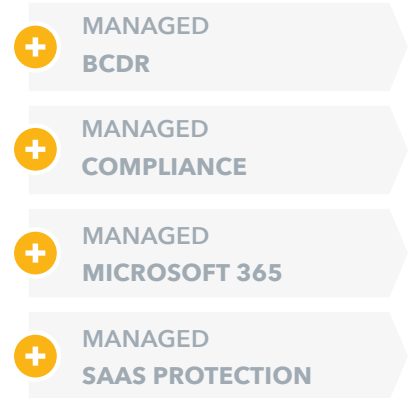 MANAGED
BCDR
MANAGED
COMPLIANCE
MANAGED
MICROSOFT 365
MANAGED
SAAS PROTECTION